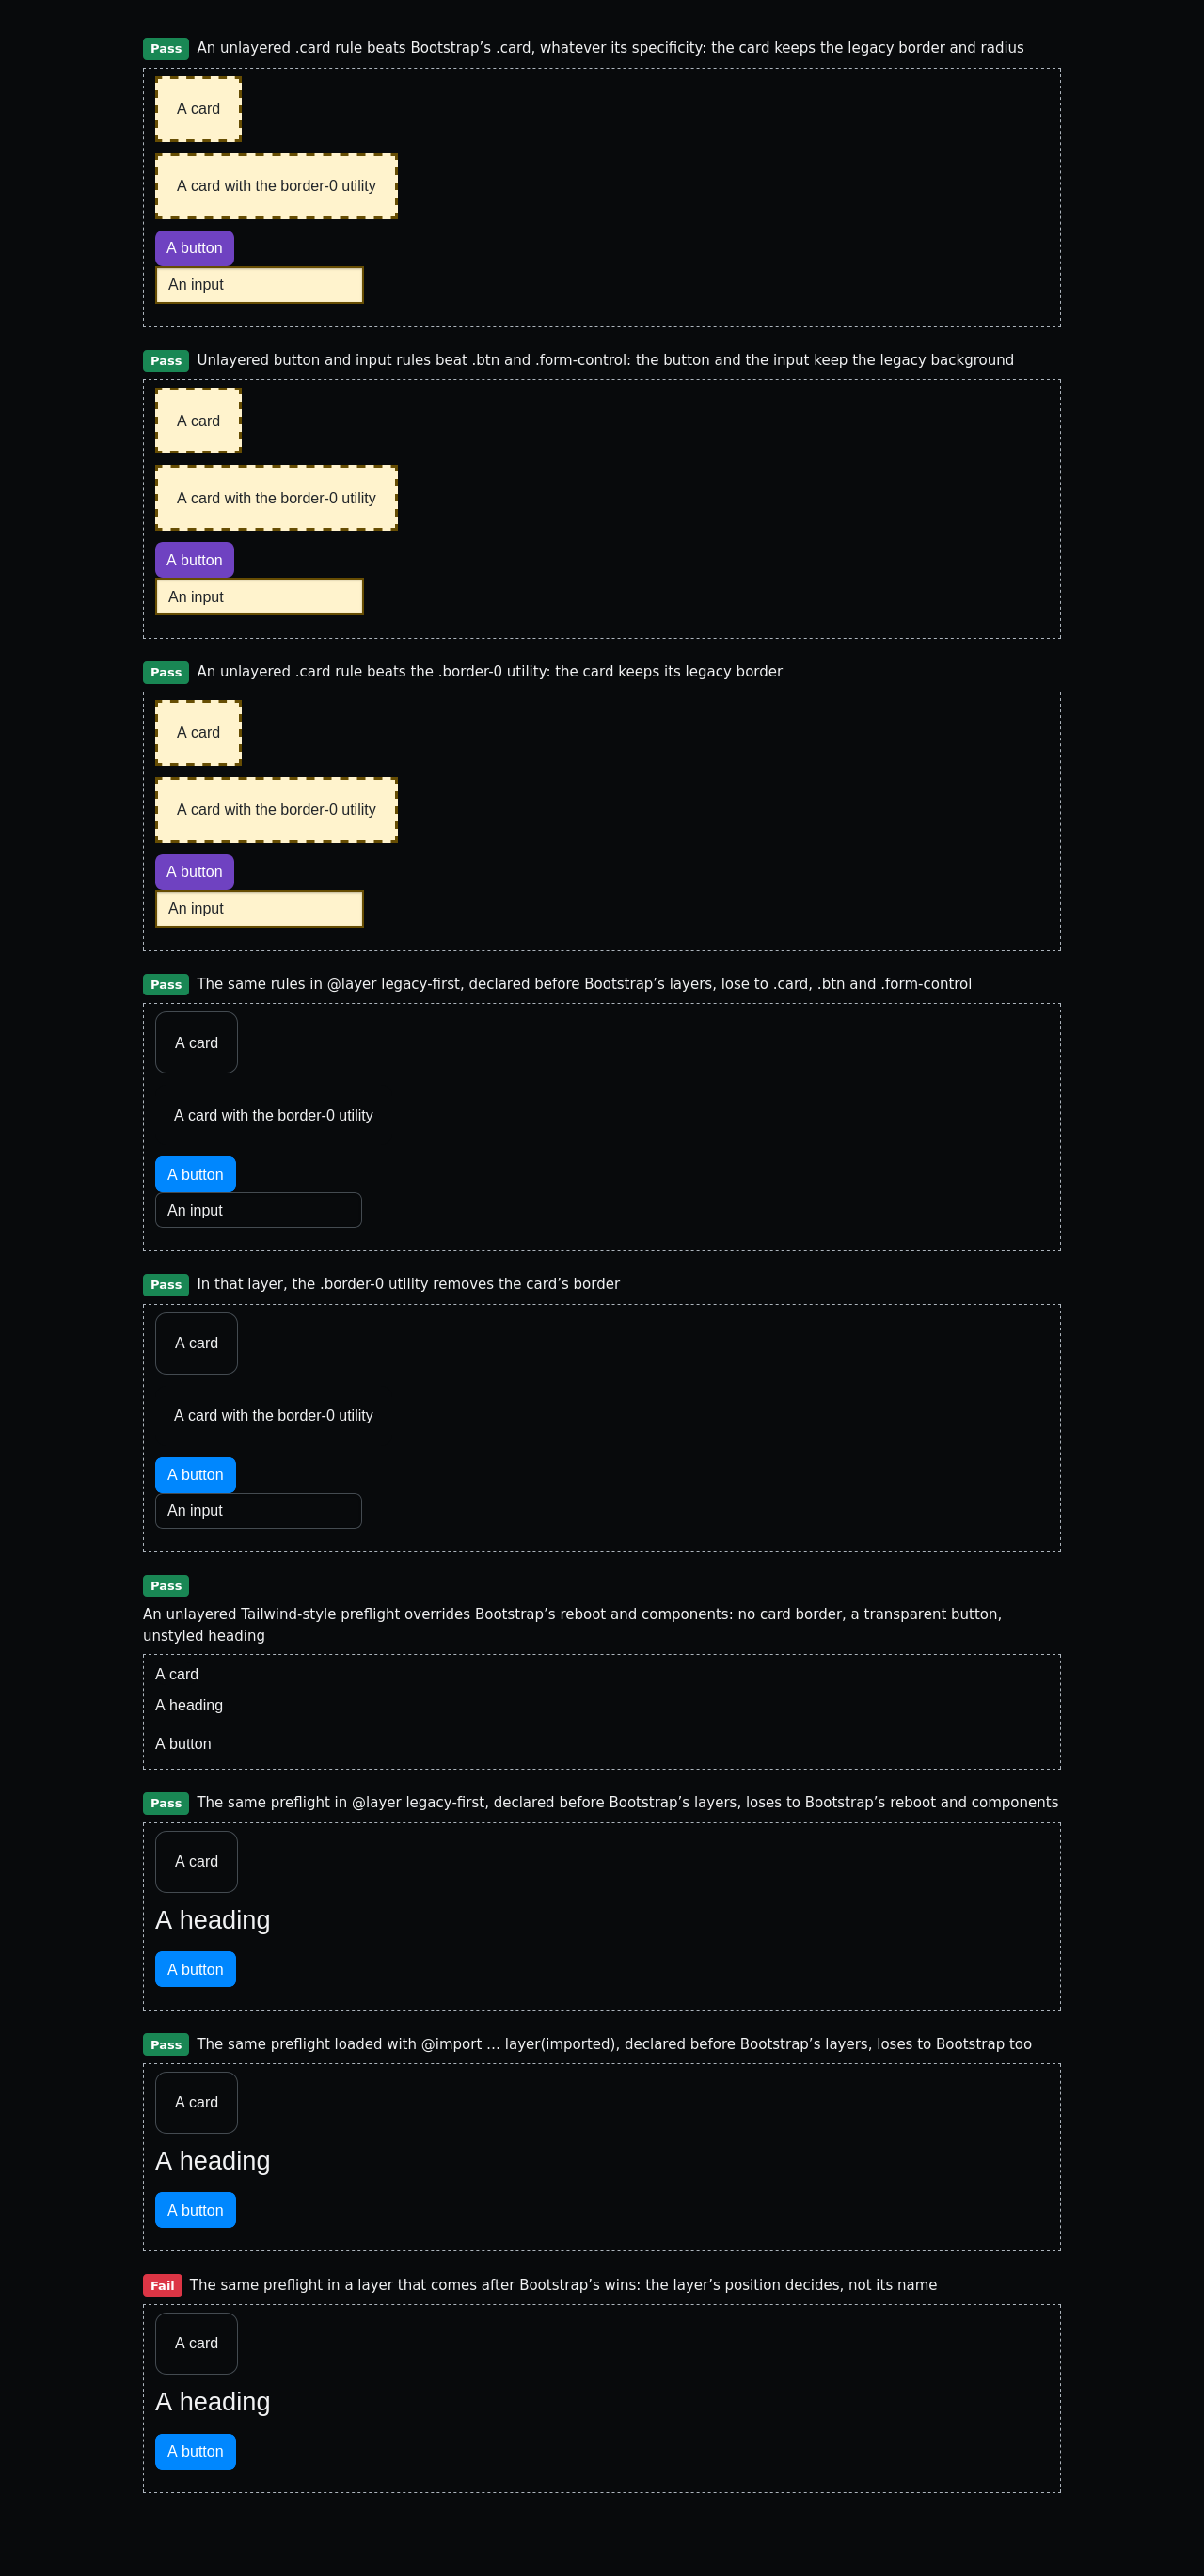 Pass An unlayered .card rule beats Bootstrap’s .card, whatever its specificity: the card keeps the legacy border and radius
A card
A card with the border-0 utility
A button
An input
Pass Unlayered button and input rules beat .btn and .form-control: the button and the input keep the legacy background
A card
A card with the border-0 utility
A button
An input
Pass An unlayered .card rule beats the .border-0 utility: the card keeps its legacy border
A card
A card with the border-0 utility
A button
An input
Pass The same rules in @layer legacy-first, declared before Bootstrap’s layers, lose to .card, .btn and .form-control
A card
A card with the border-0 utility
A button
An input
Pass In that layer, the .border-0 utility removes the card’s border
A card
A card with the border-0 utility
A button
An input
Pass
An unlayered Tailwind-style preflight overrides Bootstrap’s reboot and components: no card border, a transparent button,
unstyled heading
A card
A heading
A button
Pass The same preflight in @layer legacy-first, declared before Bootstrap’s layers, loses to Bootstrap’s reboot and components
A card
A heading
A button
Pass The same preflight loaded with @import … layer(imported), declared before Bootstrap’s layers, loses to Bootstrap too
A card
A heading
A button
Fail The same preflight in a layer that comes after Bootstrap’s wins: the layer’s position decides, not its name
A card
A heading
A button